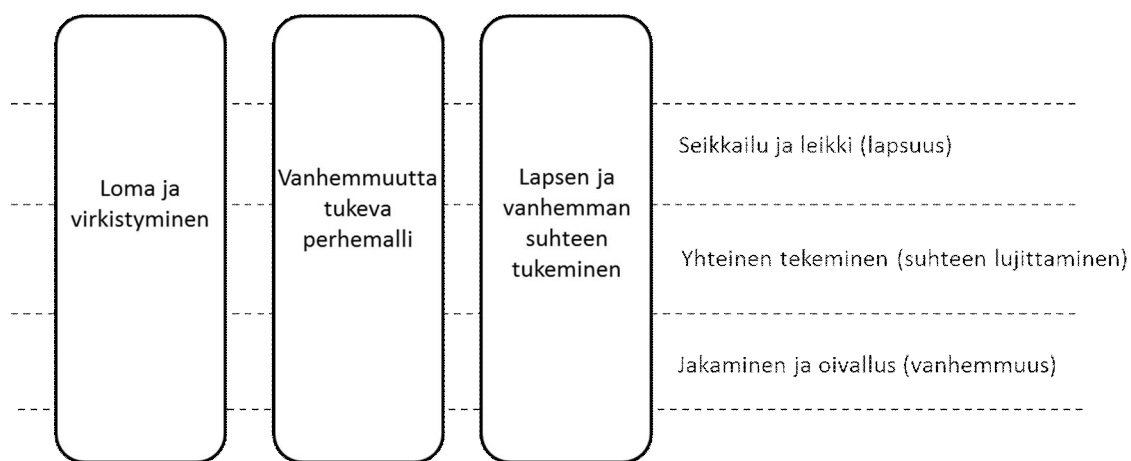 Loma ja
virkistyminen
Vanhemmuutta
tukeva
perhemalli
Lapsen ja
vanhemman
suhteen
tukeminen
Seikkailu ja leikki (lapsuus)
Yhteinen tekeminen (suhteen lujittaminen)
Jakaminen ja oivallus (vanhemmuus)